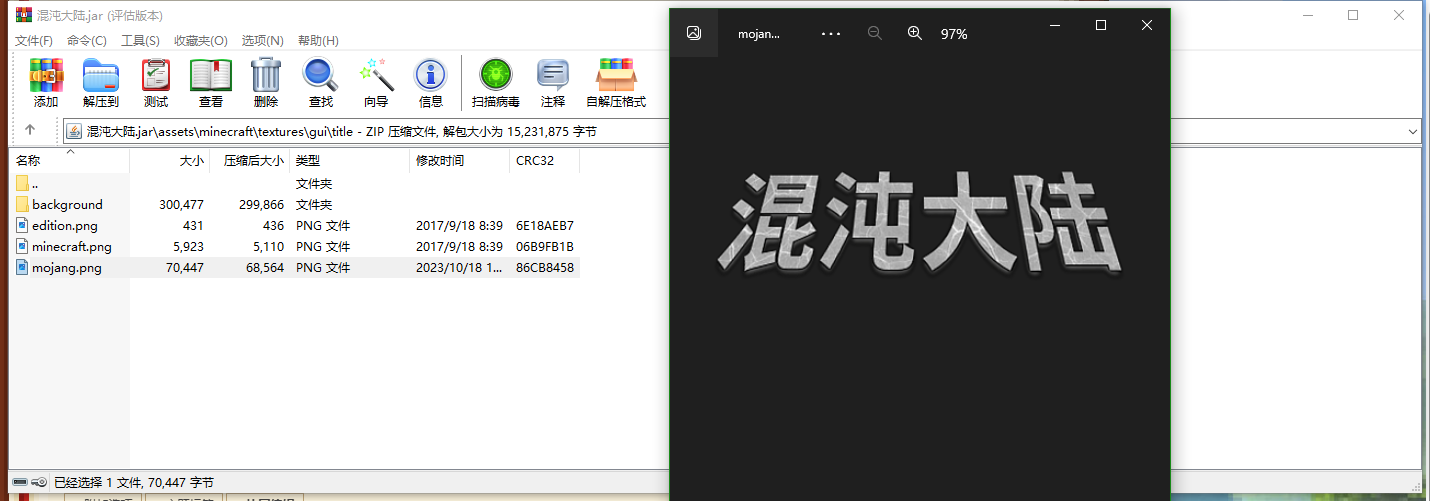 混沌大陆.jar (评估版本)
文件(F) 命令(C) 工具(S) 收藏夹(O) 选项(N) 帮助(H)
添加 解压到 测试 查看 删除 查找 向导 信息 扫描病毒 注释 自解压格式
混沌大陆.jar\assets\minecraft\textures\gui\title - ZIP 压缩文件, 解包大小为 15,231,875 字节
名称 大小 压缩后大小 类型 修改时间 CRC32
.. 文件夹
background 300,477 299,866 文件夹
edition.png 431 436 PNG 文件 2017/9/18 8:39 6E18AEB7
minecraft.png 5,923 5,110 PNG 文件 2017/9/18 8:39 06B9FB1B
mojang.png 70,447 68,564 PNG 文件 2023/10/18 1... 86CB8458
已经选择 1 文件, 70,447 字节
mojan... ... 97%
混沌大陆